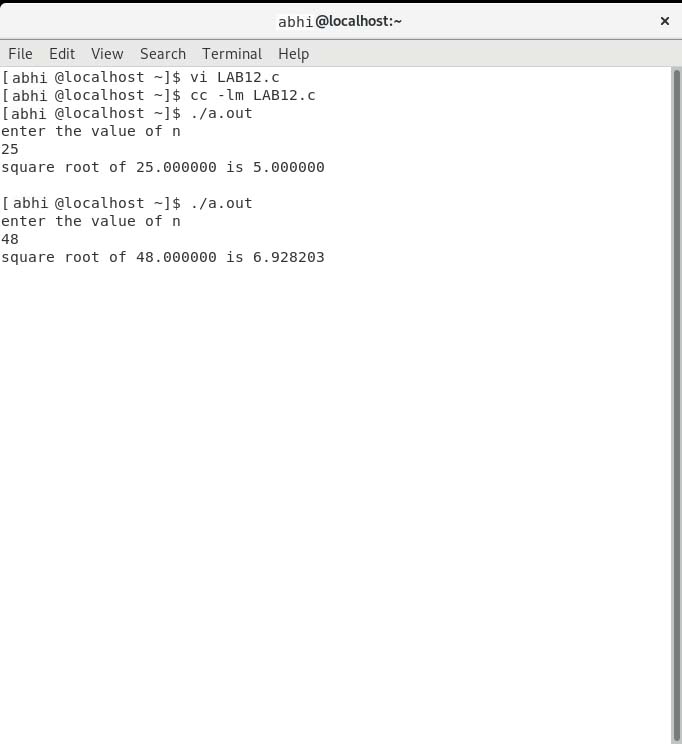 abhi@localhost:~ ×
File Edit View Search Terminal Help
[abhi @localhost ~]$ vi LAB12.c
[abhi @localhost ~]$ cc -lm LAB12.c
[abhi @localhost ~]$ ./a.out
enter the value of n
25
square root of 25.000000 is 5.000000
[abhi @localhost ~]$ ./a.out
enter the value of n
48
square root of 48.000000 is 6.928203